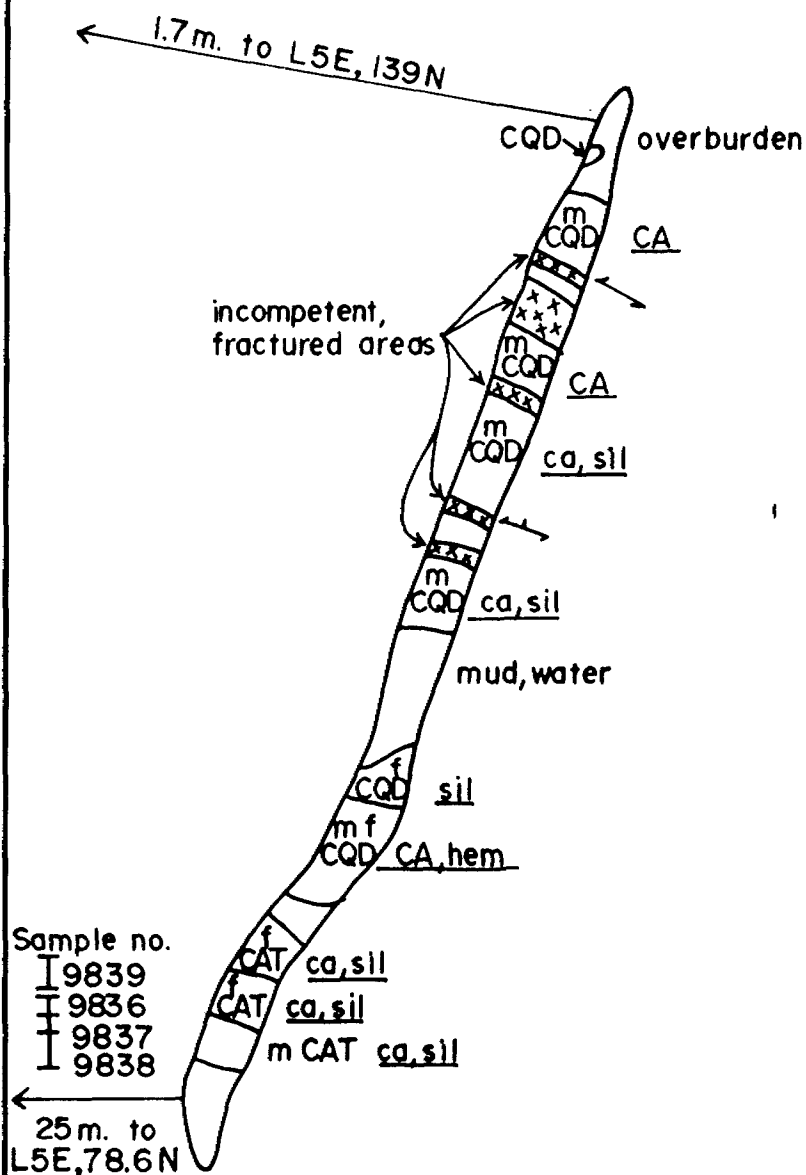 1.7m. to L5E, 139N
CQD
overburden
m
CQD
CA
incompetent,
fractured areas
m
CQD
CA
m
CQD
ca, sil
m
CQD
ca, sil
mud, water
f
CQD
sil
m f
CQD
CA, hem
Sample no.
9839
9836
9837
9838
f
CAT
ca, sil
f
CAT
ca, sil
m CAT
ca, sil
25m. to
L5E, 78.6N